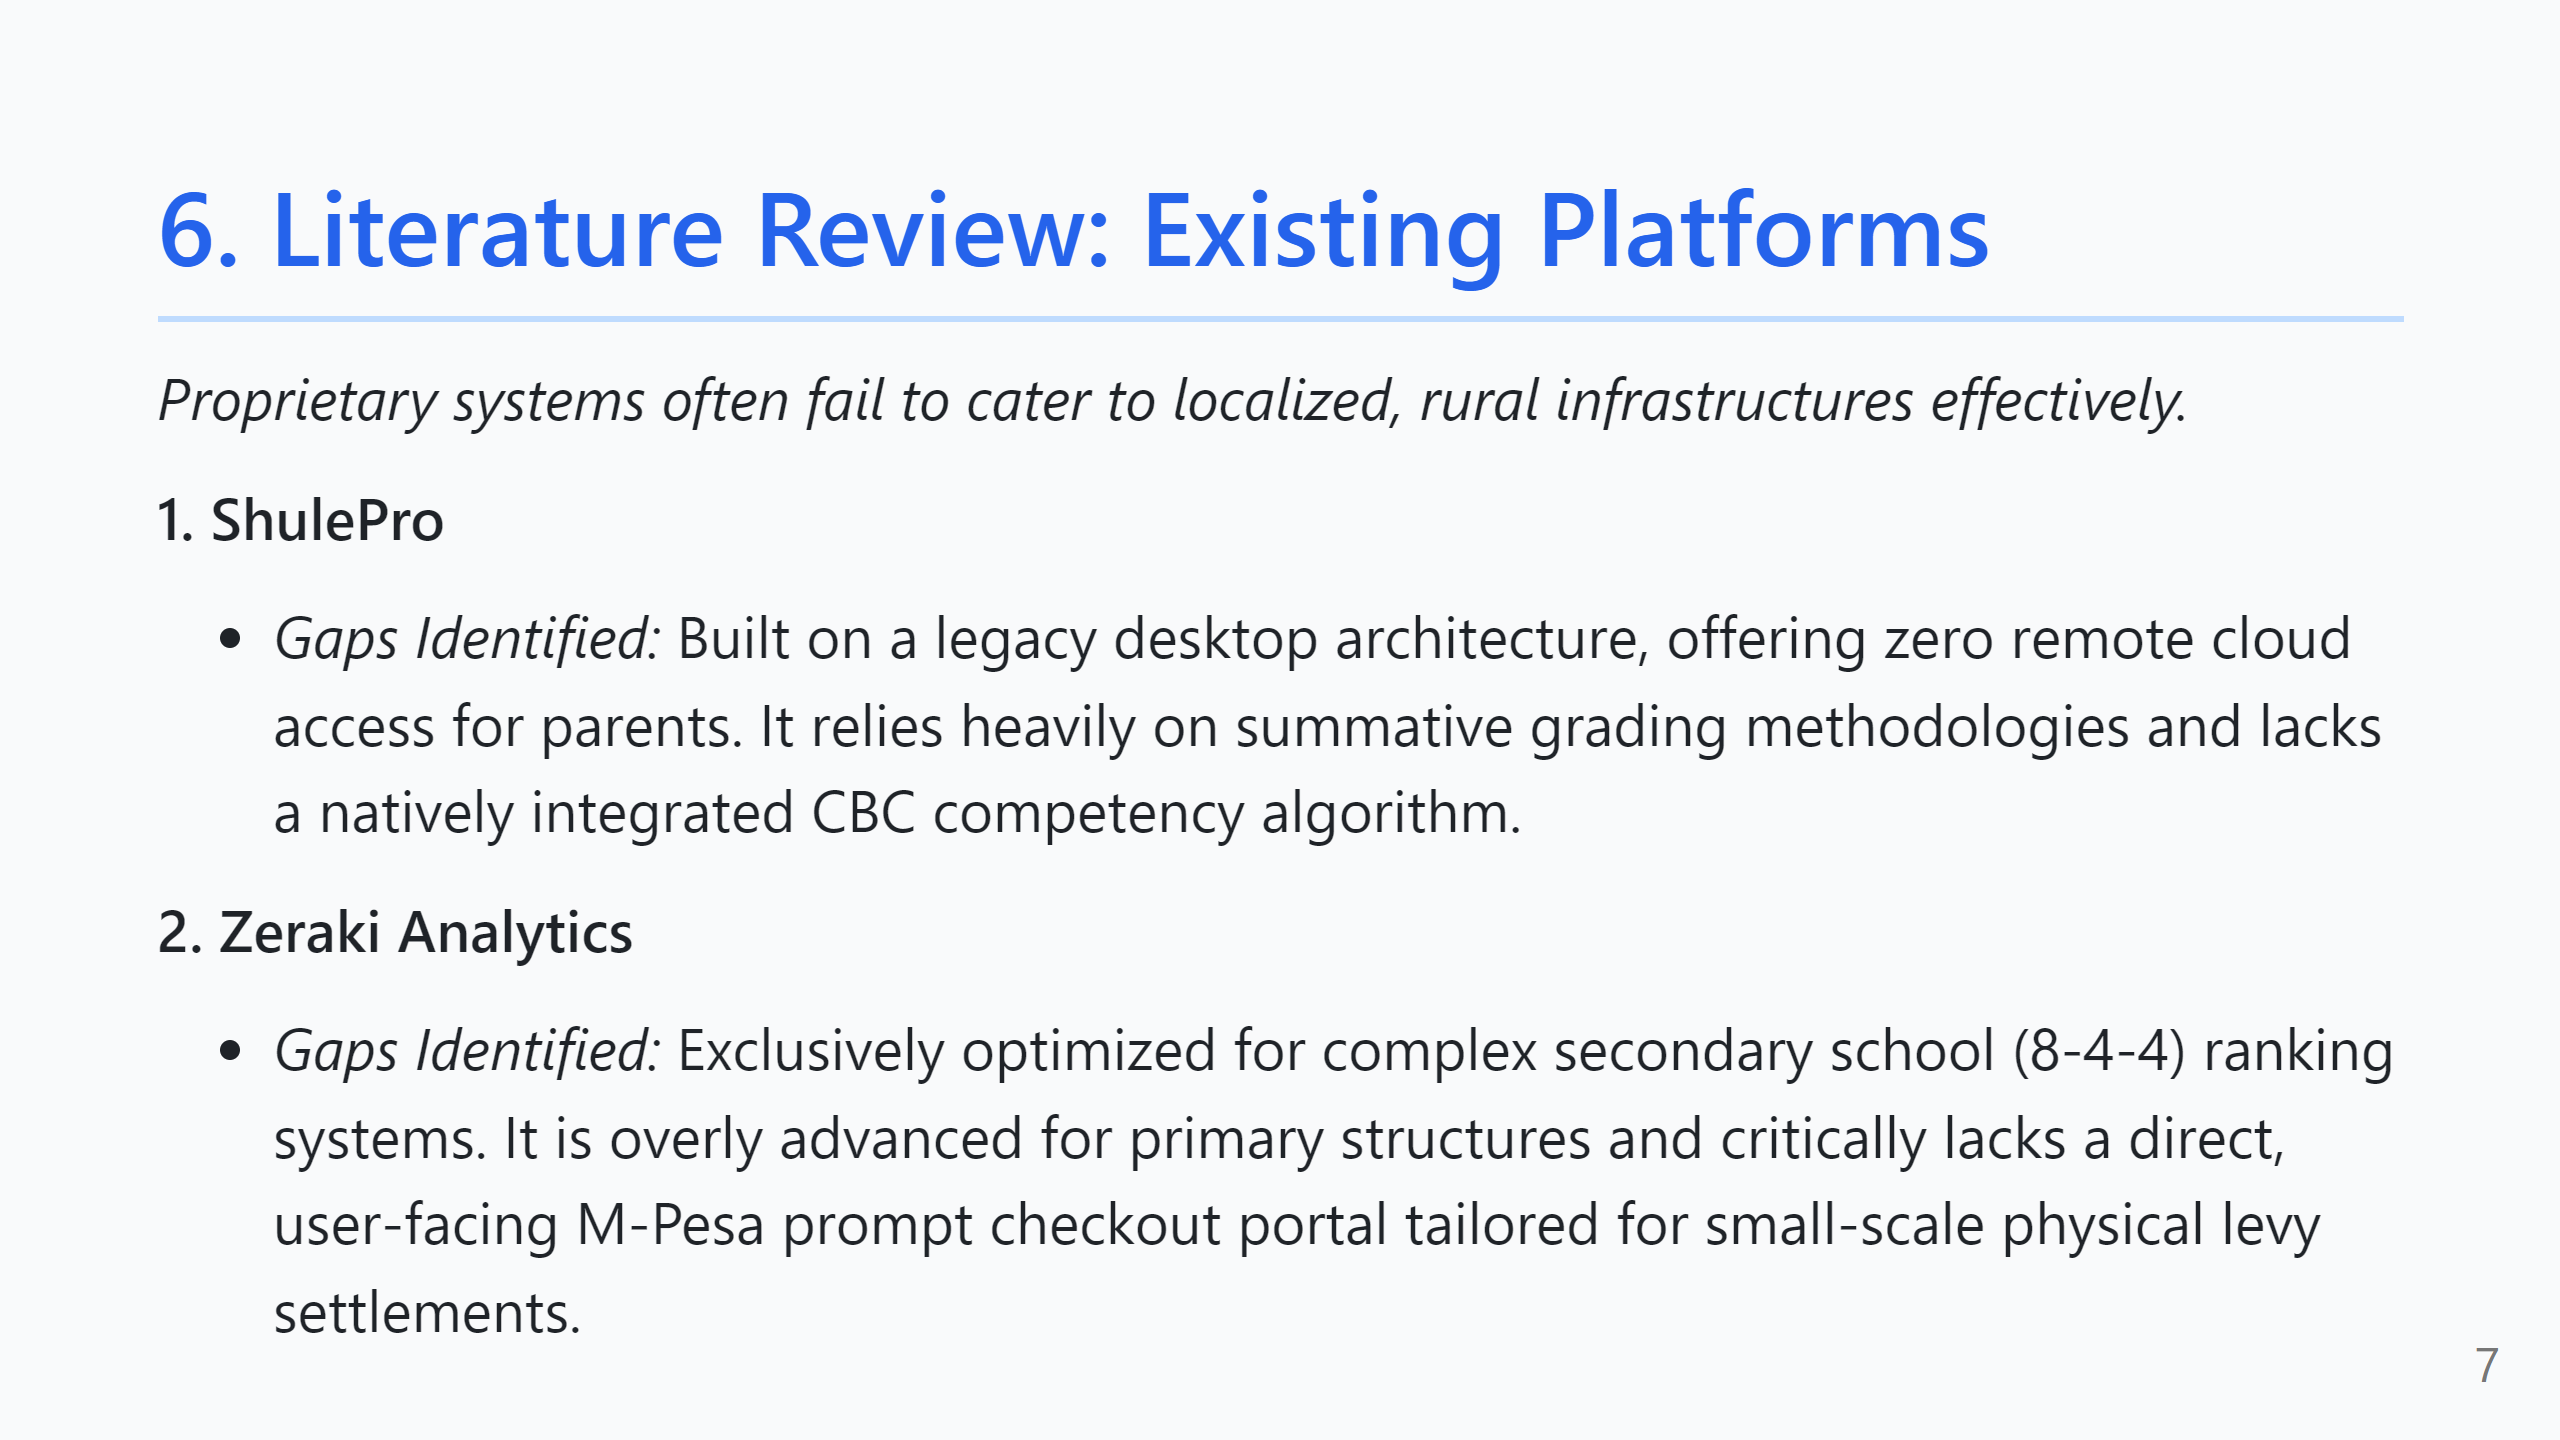 6. Literature Review: Existing Platforms
Proprietary systems often fail to cater to localized, rural infrastructures effectively.
1. ShulePro
• Gaps Identified: Built on a legacy desktop architecture, offering zero remote cloud
access for parents. It relies heavily on summative grading methodologies and lacks
a natively integrated CBC competency algorithm.
2. Zeraki Analytics
• Gaps Identified: Exclusively optimized for complex secondary school (8-4-4) ranking
systems. It is overly advanced for primary structures and critically lacks a direct,
user-facing M-Pesa prompt checkout portal tailored for small-scale physical levy
settlements.
7